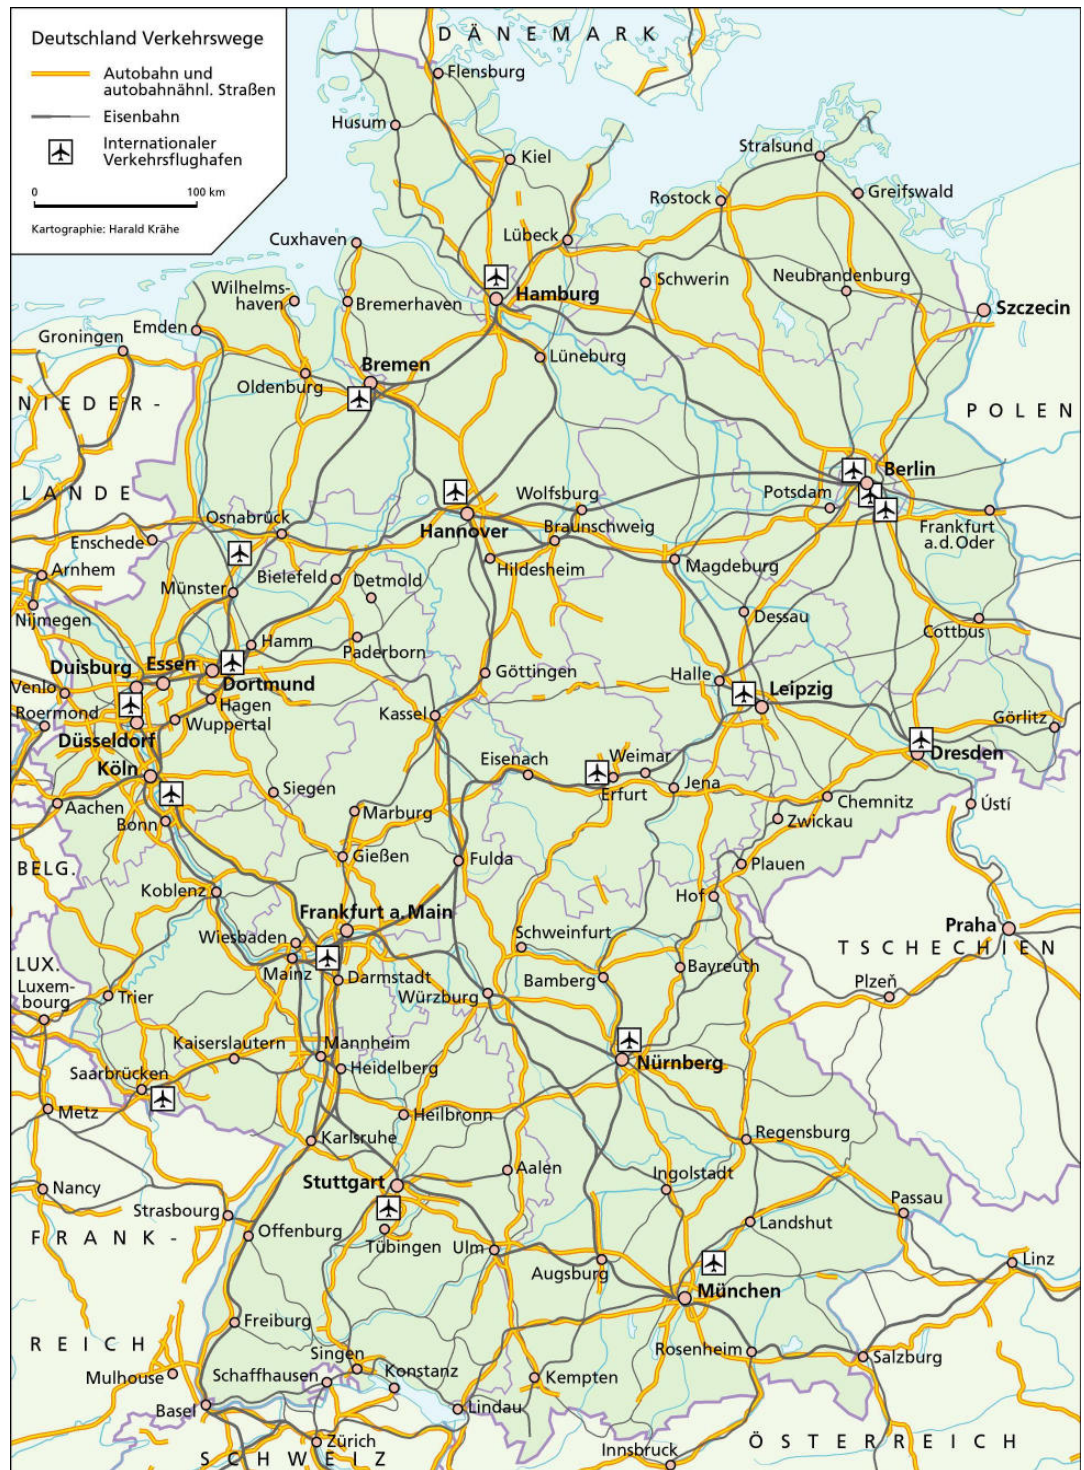 Deutschland Verkehrswege
Autobahn und
autobahnähnl. Straßen
Eisenbahn
Internationaler
Verkehrsflughafen
0
100 km
Kartographie: Harald Krähe
DÄNEMARK
Flensburg
Husum
Kiel
Stralsund
Greifswald
Rostock
Cuxhaven
Lübeck
Wilhelms-
haven
Bremerhaven
Hamburg
Schwerin
Neubrandenburg
Szczecin
Groningen
Emden
Lüneburg
Bremen
Oldenburg
NIEDER-
LANDE
POLEN
Berlin
Potsdam
Wolfsburg
Osnabrück
Hannover
Braunschweig
Frankfurt
a.d.Oder
Enschede
Arnhem
Münster
Bielefeld
Detmold
Hildesheim
Magdeburg
Nijmegen
Dessau
Cottbus
Hamm
Paderborn
Duisburg
Essen
Dortmund
Göttingen
Halle
Leipzig
Venlo
Hagen
Roermond
Wuppertal
Kassel
Görlitz
Düsseldorf
Dresden
Köln
Eisenach
Weimar
Erfurt
Jena
Siegen
Chemnitz
Ústí
Aachen
Marburg
Zwickau
Bonn
Gießen
Fulda
Plauen
BELG.
Koblenz
Hof
Frankfurt a. Main
Wiesbaden
Schweinfurt
Praha
TSCHECHIEN
Mainz
Darmstadt
Bamberg
Bayreuth
Plzeň
LUX.
Luxem-
bourg
Trier
Würzburg
Kaiserslautern
Mannheim
Heidelberg
Nürnberg
Saarbrücken
Metz
Heilbronn
Karlsruhe
Regensburg
Aalen
Ingolstadt
Nancy
Stuttgart
Passau
Strasbourg
Offenburg
Tübingen
Ulm
Landshut
FRANK-
REICH
Augsburg
Linz
München
Freiburg
Rosenheim
Salzburg
Mulhouse
Singen
Schaffhausen
Konstanz
Kempten
Basel
Lindau
Zürich
SCHWEIZ
Innsbruck
ÖSTERREICH